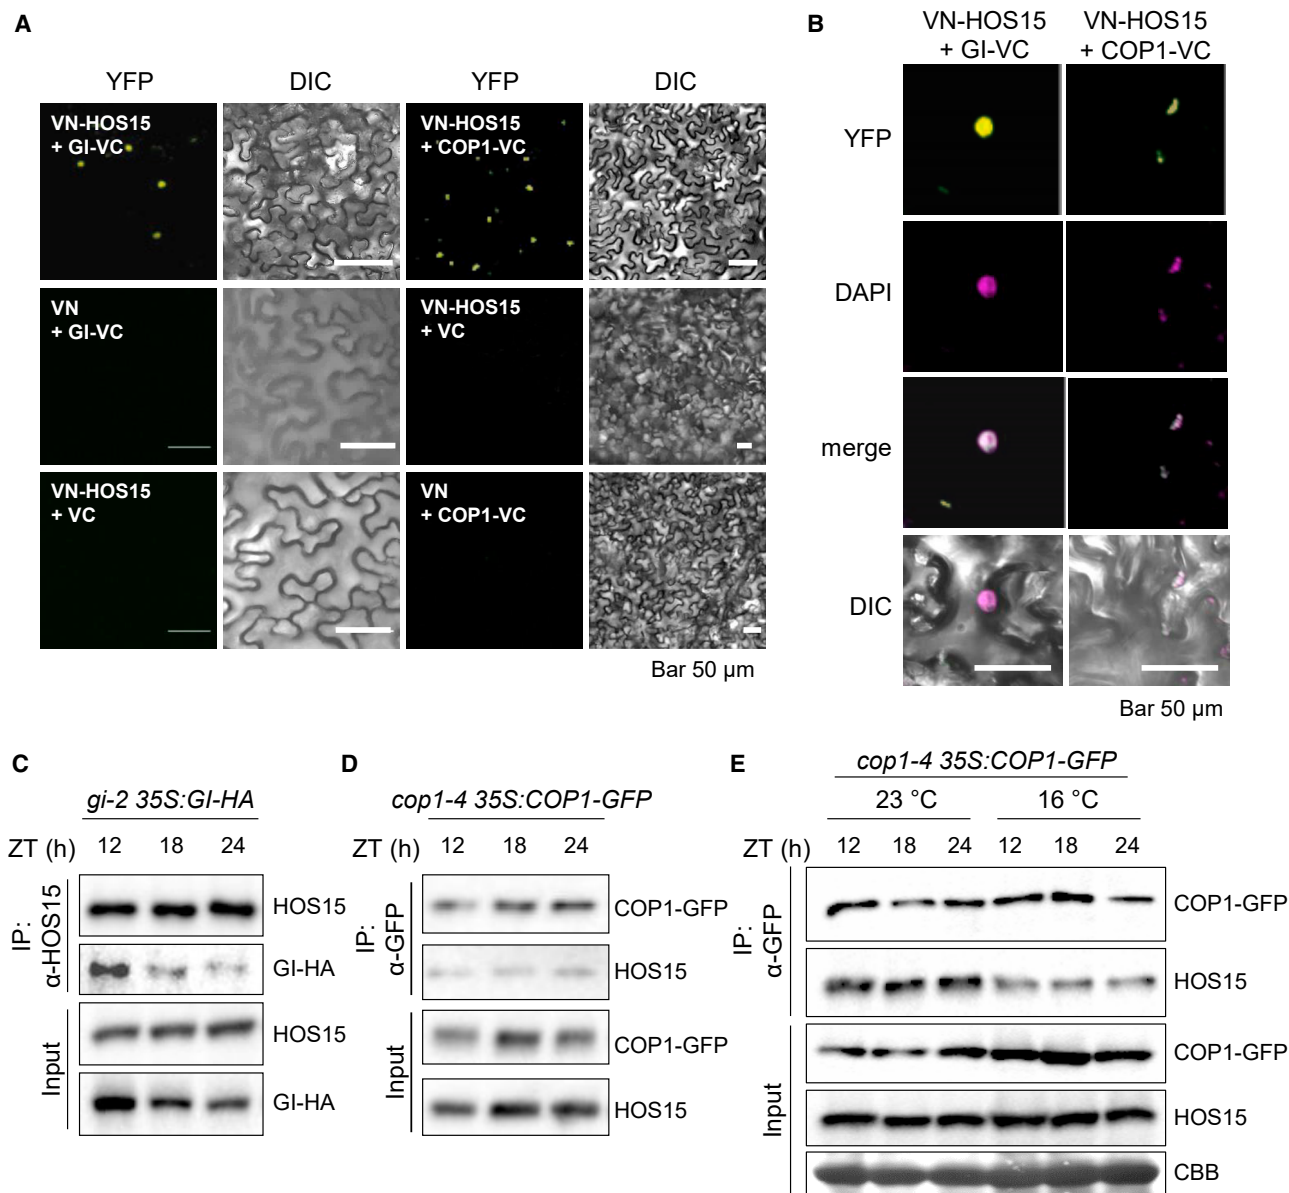 A
YFP
DIC
YFP
DIC
VN-HOS15
+ GI-VC
VN-HOS15
+ COP1-VC
VN
+ GI-VC
VN-HOS15
+ VC
VN-HOS15
+ VC
VN
+ COP1-VC
Bar 50 μm
B
VN-HOS15
+ GI-VC
VN-HOS15
+ COP1-VC
YFP
DAPI
merge
DIC
Bar 50 μm
C
gi-2 35S:GI-HA
ZT (h) 12 18 24
IP:
α-HOS15
HOS15
GI-HA
Input
HOS15
GI-HA
D
cop1-4 35S:COP1-GFP
ZT (h) 12 18 24
IP:
α-GFP
COP1-GFP
HOS15
Input
COP1-GFP
HOS15
E
cop1-4 35S:COP1-GFP
23 °C 16 °C
ZT (h) 12 18 24 12 18 24
IP:
α-GFP
COP1-GFP
HOS15
Input
COP1-GFP
HOS15
CBB